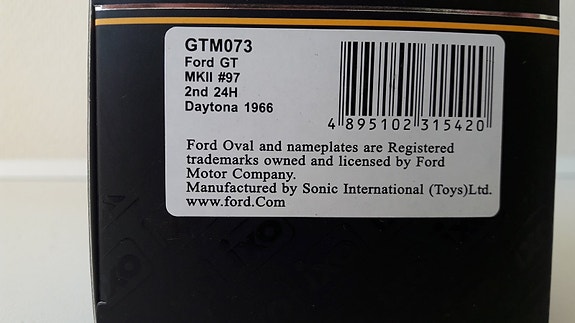 GTM073
Ford GT
MKII #97
2nd 24H
Daytona 1966
4 895102 315420
Ford Oval and nameplates are Registered
trademarks owned and licensed by Ford
Motor Company.
Manufactured by Sonic International (Toys)Ltd.
www.ford.Com